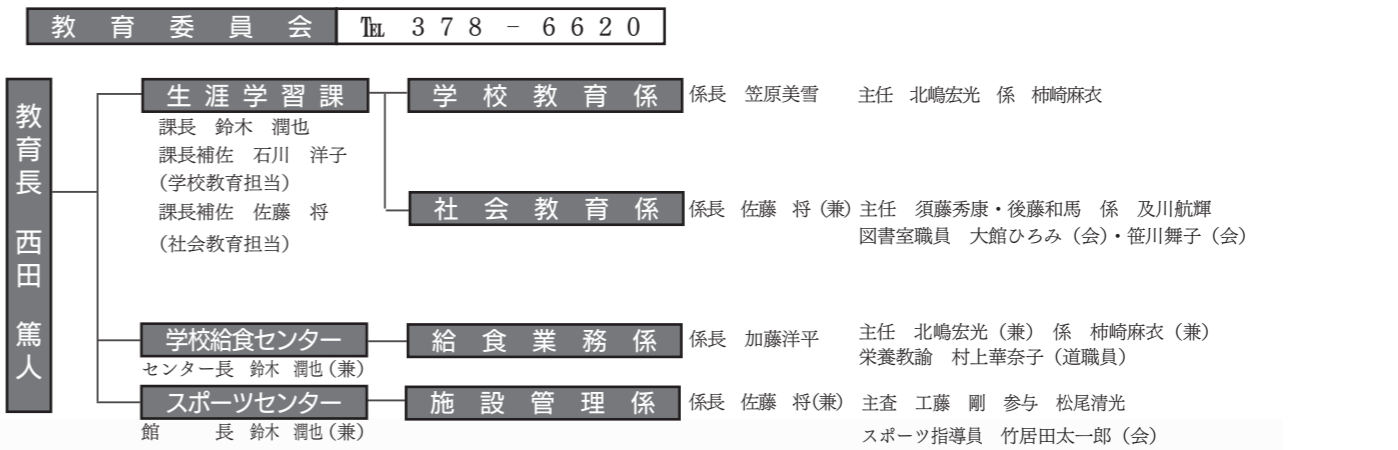 教育委員会 ℡ 378－6620
教育長 西田 篤人
生涯学習課
課長 鈴木 潤也
課長補佐 石川 洋子
（学校教育担当）
課長補佐 佐藤 将
（社会教育担当）
学校教育係 係長 笠原美雪 主任 北嶋宏光 係 柿崎麻衣
社会教育係 係長 佐藤 将（兼） 主任 須藤秀康・後藤和馬 係 及川航輝
図書室職員 大館ひろみ（会）・笹川舞子（会）
学校給食センター
センター長 鈴木 潤也（兼）
給食業務係 係長 加藤洋平 主任 北嶋宏光（兼） 係 柿崎麻衣（兼）
栄養教諭 村上華奈子（道職員）
スポーツセンター
館長 鈴木 潤也（兼）
施設管理係 係長 佐藤 将(兼) 主査 工藤 剛 参与 松尾清光
スポーツ指導員 竹居田太一郎（会）